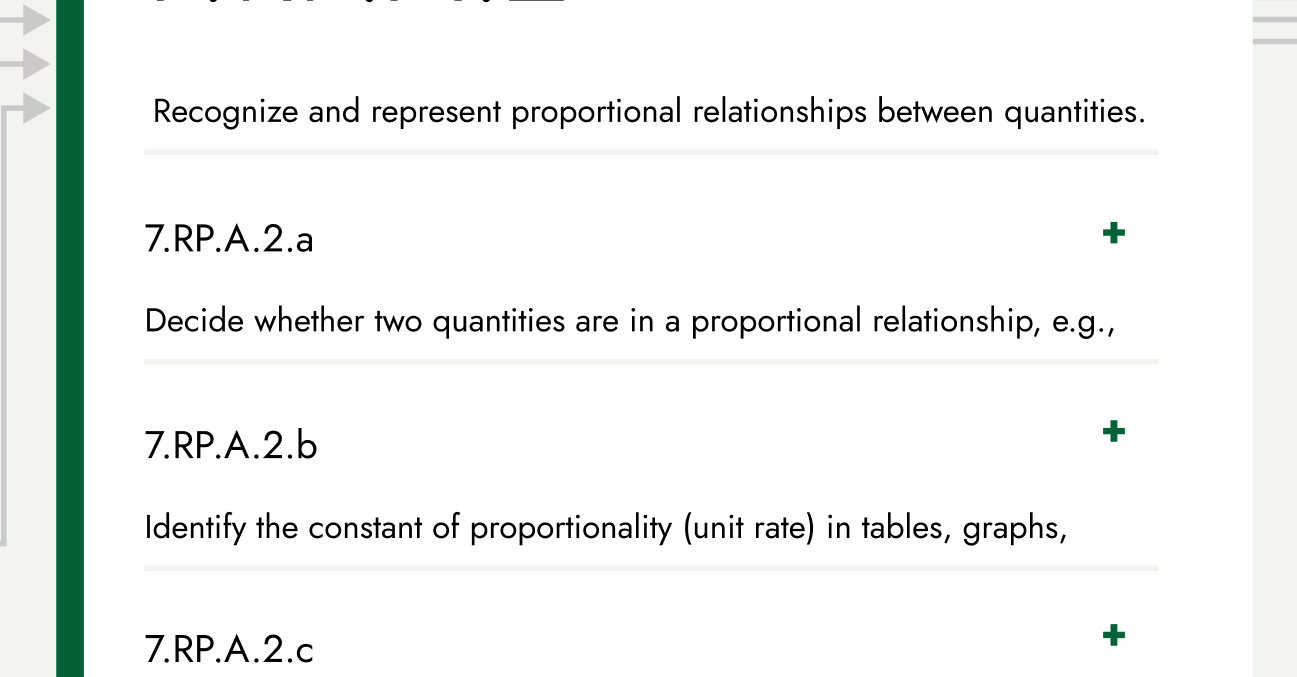 Recognize and represent proportional relationships between quantities.
7.RP.A.2.a
Decide whether two quantities are in a proportional relationship, e.g.,
7.RP.A.2.b
Identify the constant of proportionality (unit rate) in tables, graphs,
7.RP.A.2.c